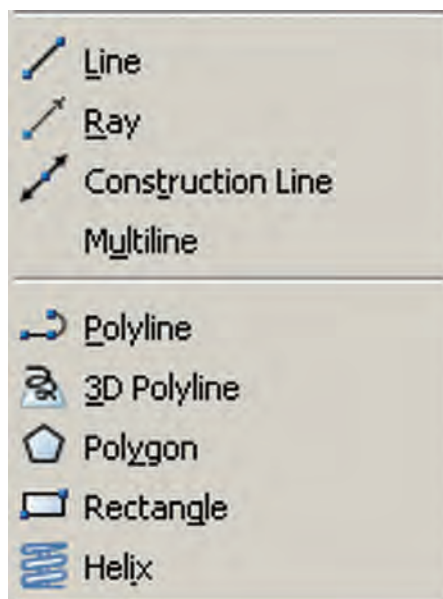 Line
Ray
Construction Line
Multiline
Polyline
3D Polyline
Polygon
Rectangle
Helix